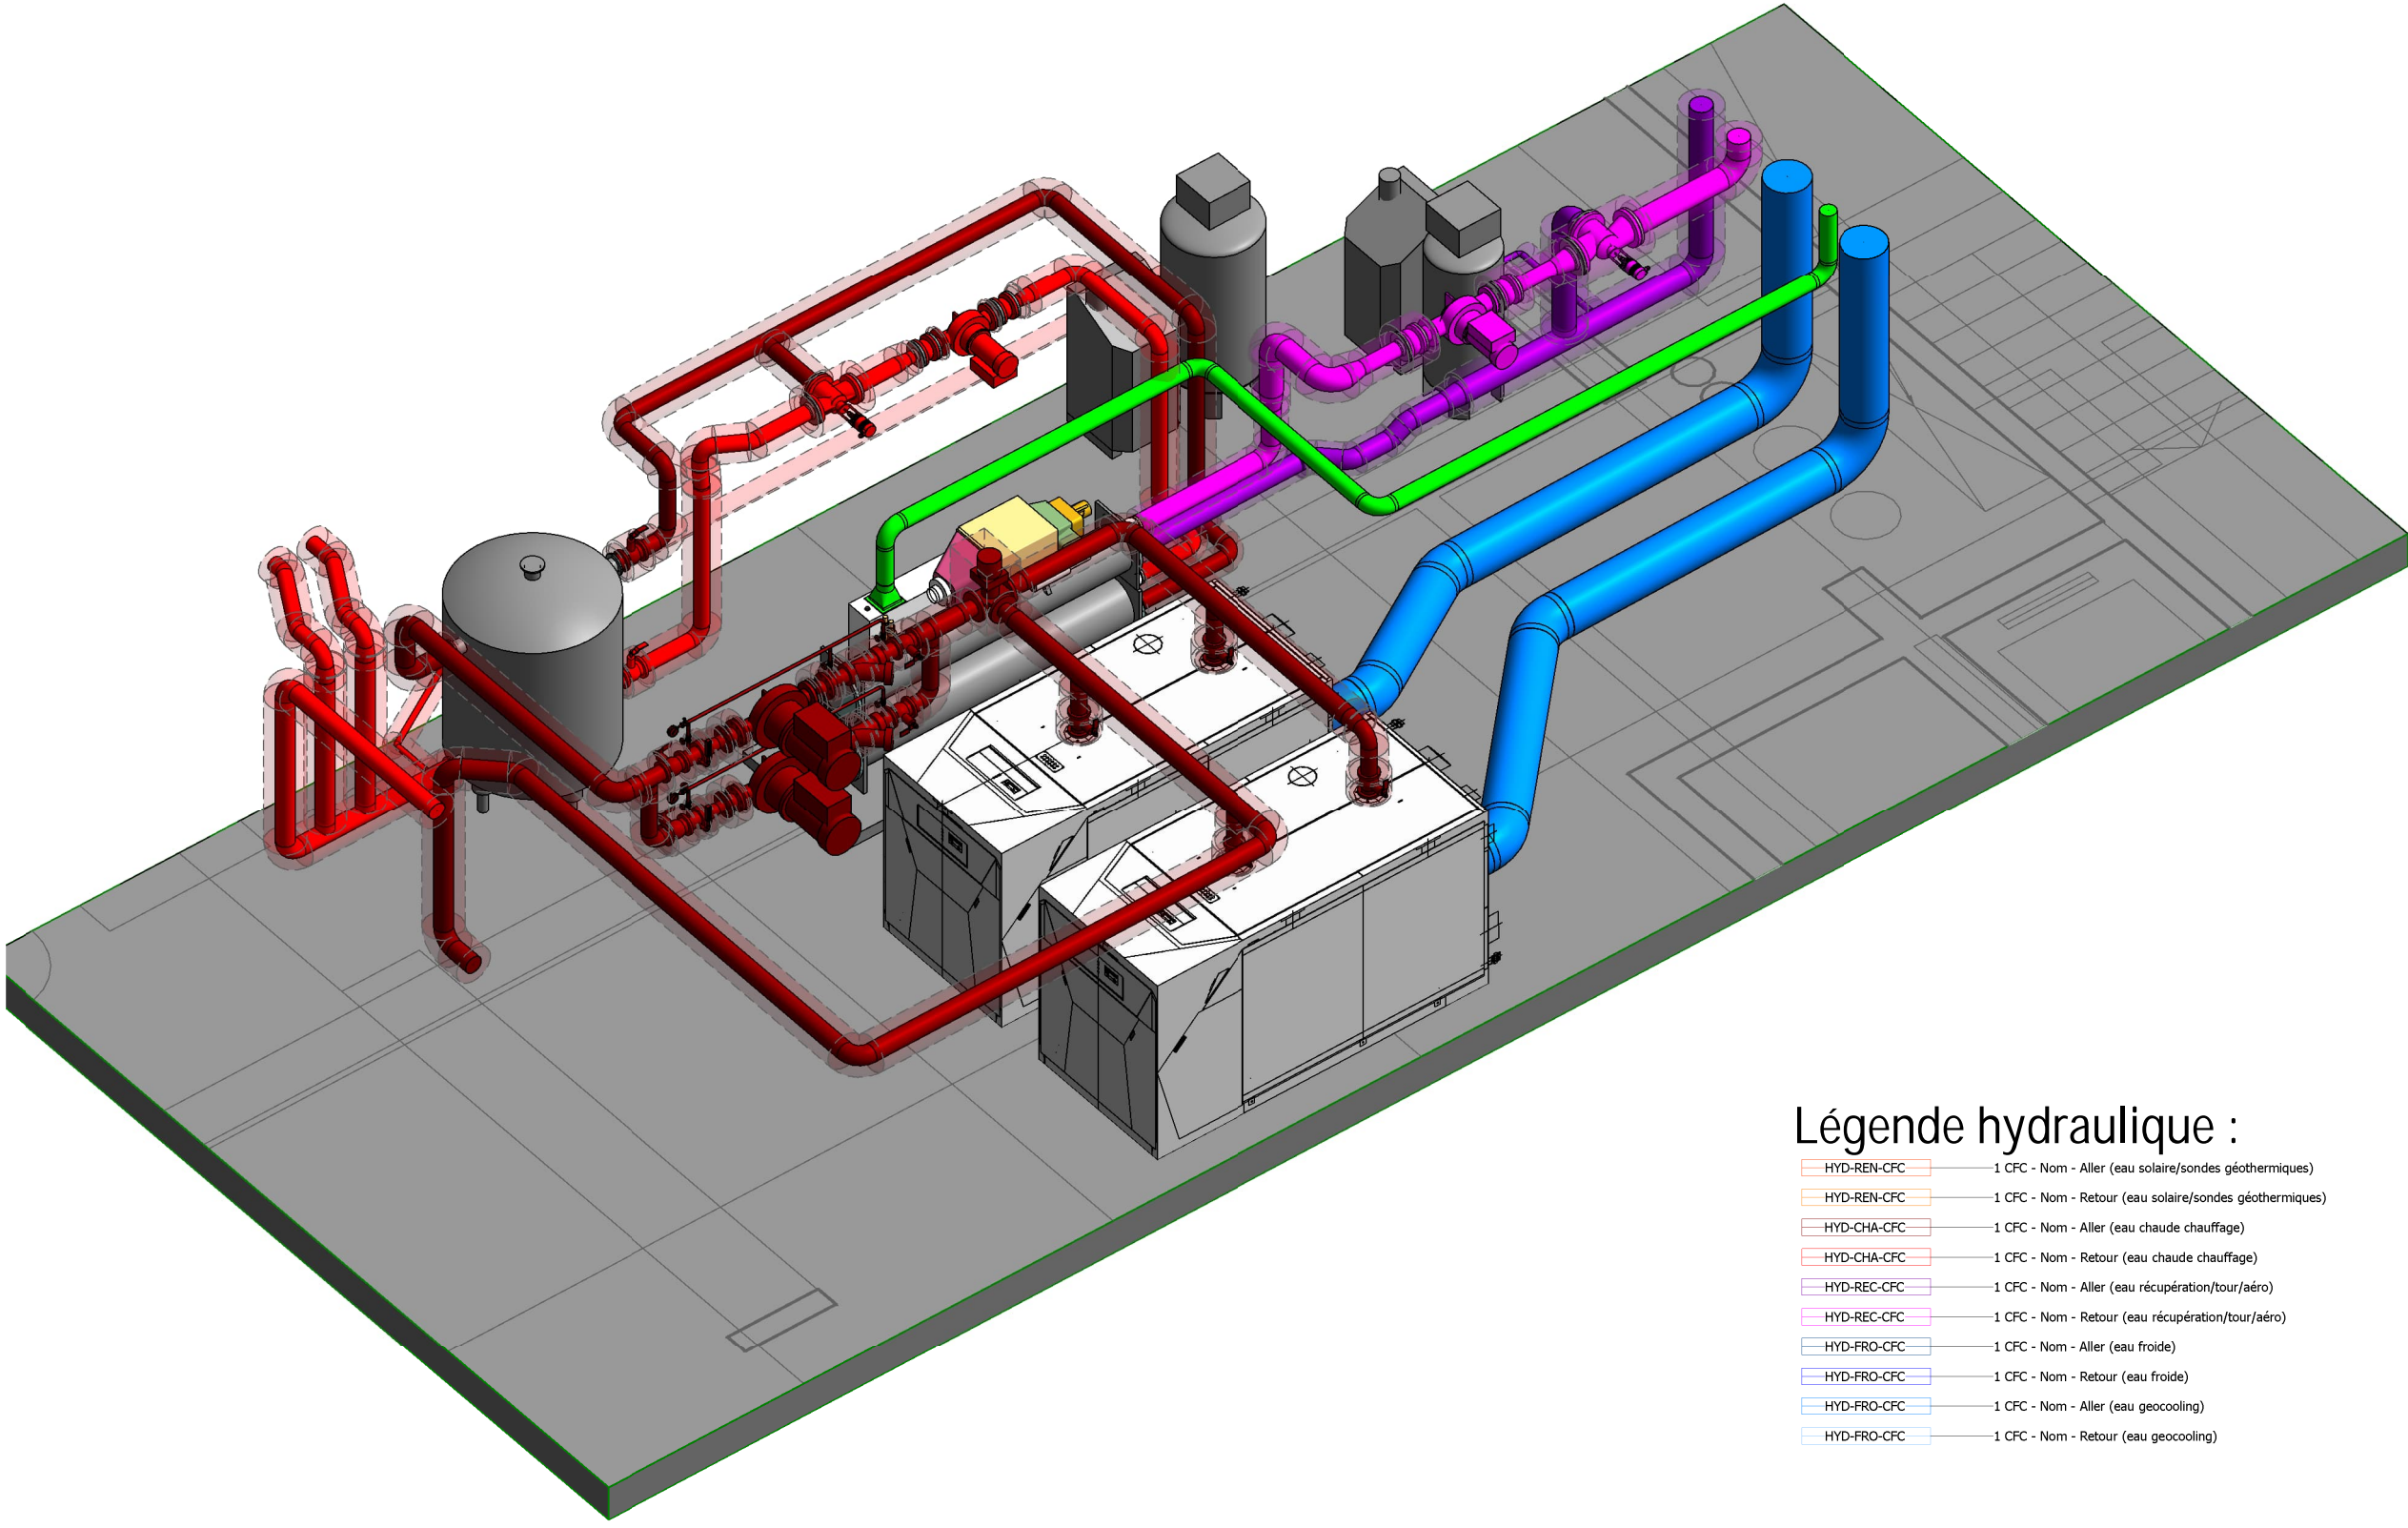 Légende hydraulique :
HYD-REN-CFC 1 CFC - Nom - Aller (eau solaire/sondes géothermiques)
HYD-REN-CFC 1 CFC - Nom - Retour (eau solaire/sondes géothermiques)
HYD-CHA-CFC 1 CFC - Nom - Aller (eau chaude chauffage)
HYD-CHA-CFC 1 CFC - Nom - Retour (eau chaude chauffage)
HYD-REC-CFC 1 CFC - Nom - Aller (eau récupération/tour/aéro)
HYD-REC-CFC 1 CFC - Nom - Retour (eau récupération/tour/aéro)
HYD-FRO-CFC 1 CFC - Nom - Aller (eau froide)
HYD-FRO-CFC 1 CFC - Nom - Retour (eau froide)
HYD-FRO-CFC 1 CFC - Nom - Aller (eau geocooling)
HYD-FRO-CFC 1 CFC - Nom - Retour (eau geocooling)